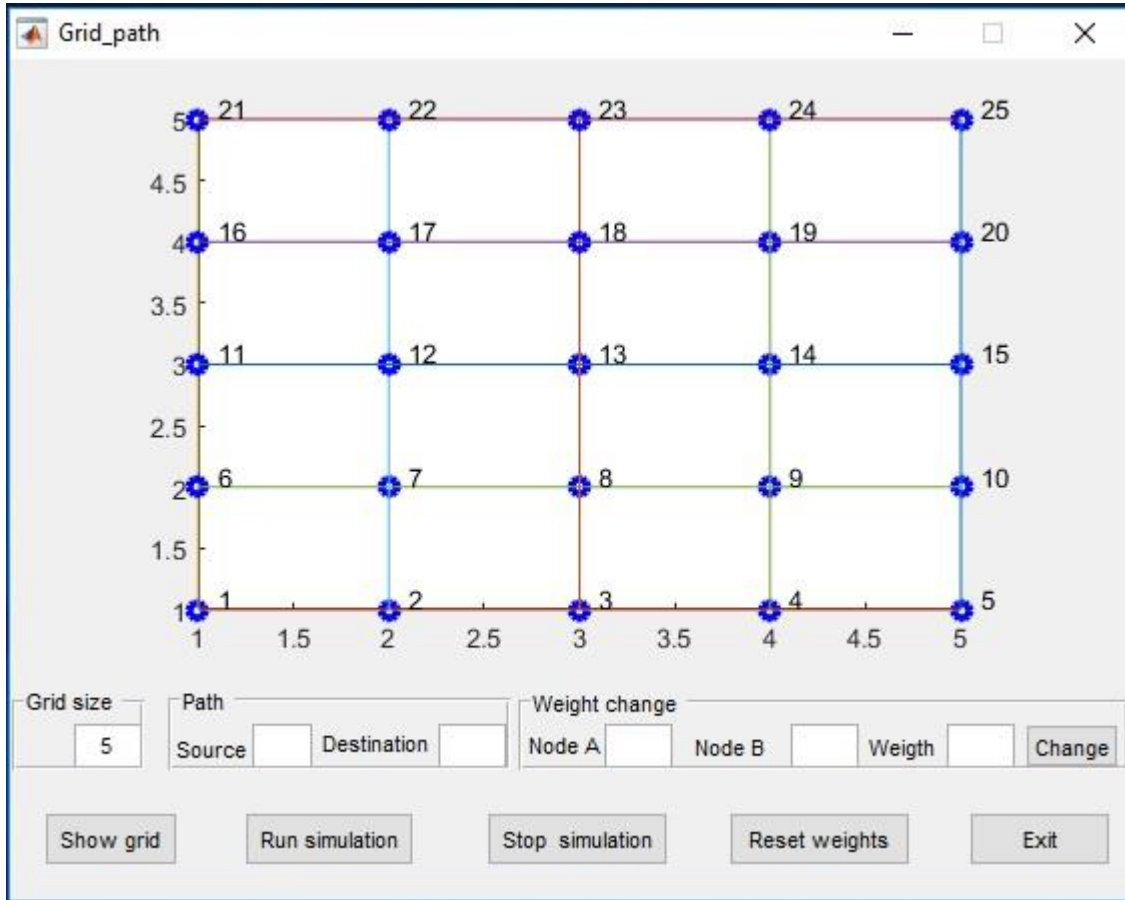 Grid_path
5 21 22 23 24 25
4.5
4 16 17 18 19 20
3.5
3 11 12 13 14 15
2.5
2 6 7 8 9 10
1.5
1 1 2 3 4 5
1 1.5 2 2.5 3 3.5 4 4.5 5
Grid size Path Weight change
5 Source Destination Node A Node B Weigth Change
Show grid Run simulation Stop simulation Reset weights Exit